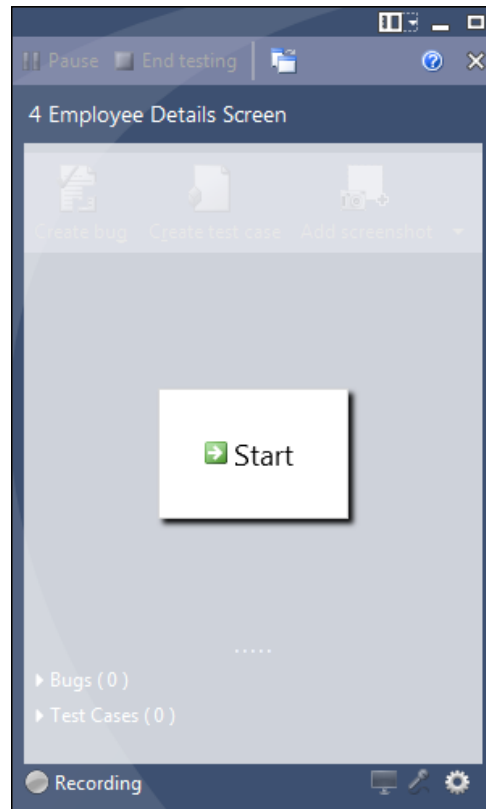 Pause End testing
4 Employee Details Screen
Create bug Create test case Add screenshot
Start
Bugs ( 0 )
Test Cases ( 0 )
Recording